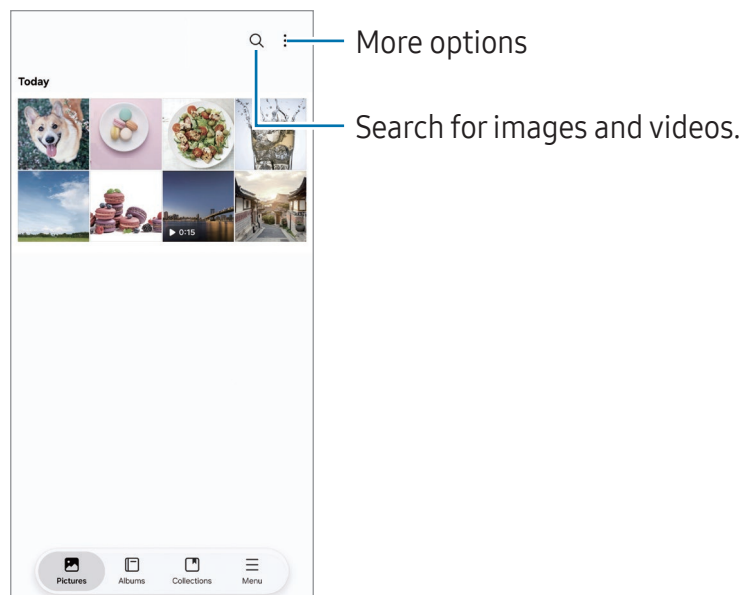 More options
Today
Search for images and videos.
0:15
Pictures Albums Collections Menu